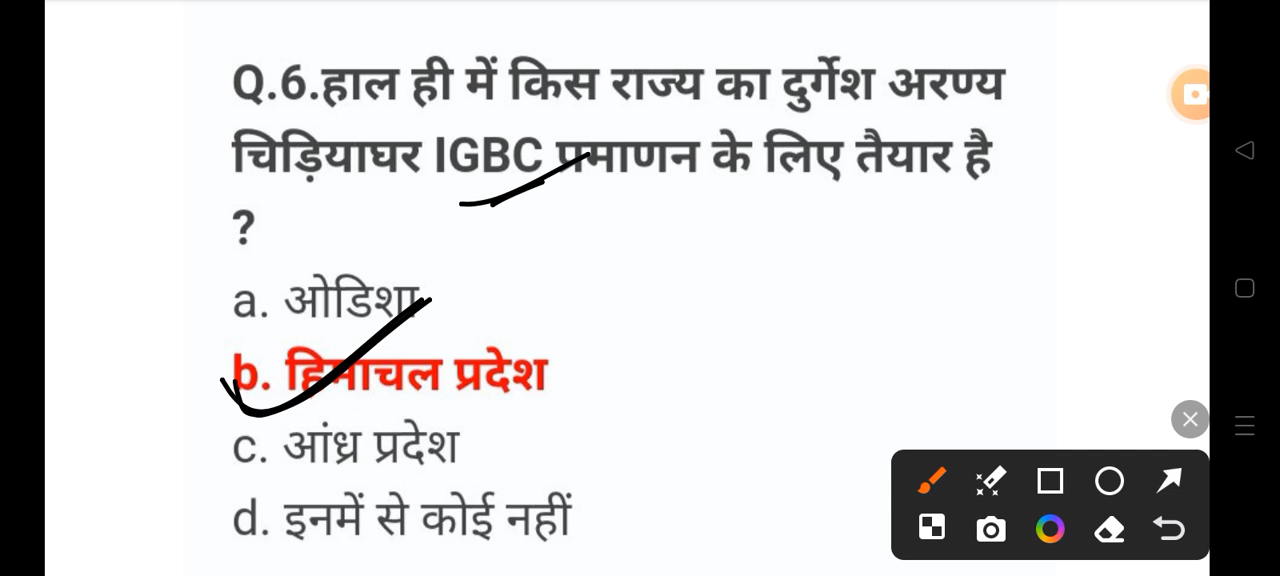 Q.6.हाल ही में किस राज्य का दुर्गेश अरण्य
चिड़ियाघर IGBC प्रमाणन के लिए तैयार है
?
a. ओडिशा
b. हिमाचल प्रदेश
c. आंध्र प्रदेश
d. इनमें से कोई नहीं